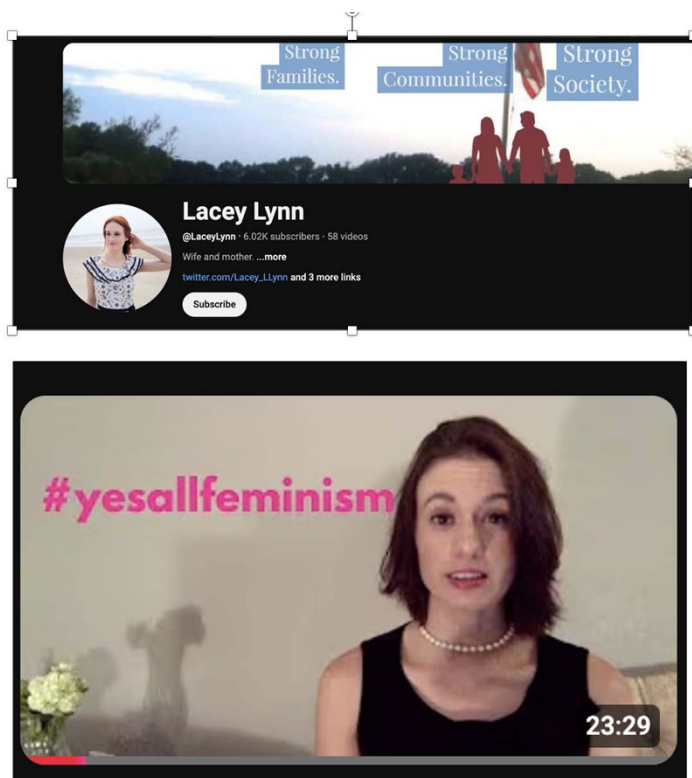 Strong
Families.
Strong
Communities.
Strong
Society.
Lacey Lynn
@LaceyLynn · 6.02K subscribers · 58 videos
Wife and mother. ...more
twitter.com/Lacey_LLynn and 3 more links
Subscribe
#yesallfeminism
23:29